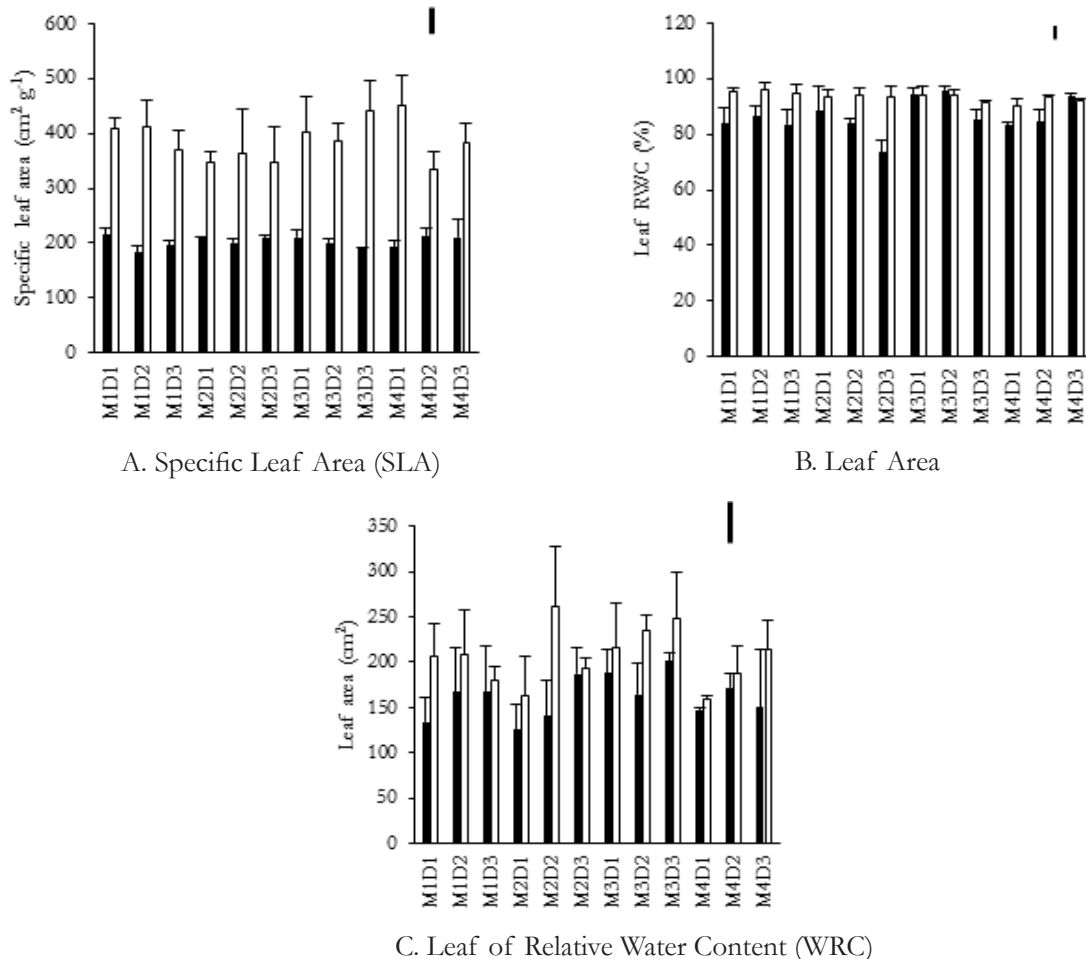 600
500
400
300
200
100
0
Specific leaf area (cm² g⁻¹)
M1D1
M1D2
M1D3
M2D1
M2D2
M2D3
M3D1
M3D2
M3D3
M4D1
M4D2
M4D3
A. Specific Leaf Area (SLA)
120
100
80
60
40
20
0
Leaf RWC (%)
M1D1
M1D2
M1D3
M2D1
M2D2
M2D3
M3D1
M3D2
M3D3
M4D1
M4D2
M4D3
B. Leaf Area
350
300
250
200
150
100
50
0
Leaf area (cm²)
M1D1
M1D2
M1D3
M2D1
M2D2
M2D3
M3D1
M3D2
M3D3
M4D1
M4D2
M4D3
C. Leaf of Relative Water Content (WRC)